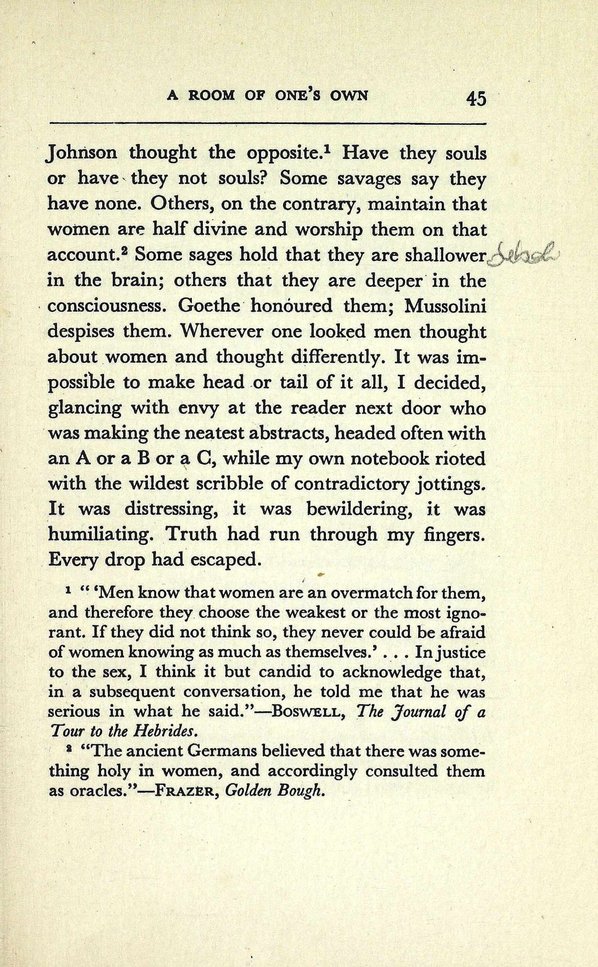 A ROOM OF ONE'S OWN 45
Johnson thought the opposite.¹ Have they souls
or have they not souls? Some savages say they
have none. Others, on the contrary, maintain that
women are half divine and worship them on that
account.² Some sages hold that they are shallower
in the brain; others that they are deeper in the
consciousness. Goethe honoured them; Mussolini
despises them. Wherever one looked men thought
about women and thought differently. It was im-
possible to make head or tail of it all, I decided,
glancing with envy at the reader next door who
was making the neatest abstracts, headed often with
an A or a B or a C, while my own notebook rioted
with the wildest scribble of contradictory jottings.
It was distressing, it was bewildering, it was
humiliating. Truth had run through my fingers.
Every drop had escaped.
¹ “ ‘Men know that women are an overmatch for them,
and therefore they choose the weakest or the most igno-
rant. If they did not think so, they never could be afraid
of women knowing as much as themselves.’ . . . In justice
to the sex, I think it but candid to acknowledge that,
in a subsequent conversation, he told me that he was
serious in what he said.”—BOSWELL, The Journal of a
Tour to the Hebrides.
² “The ancient Germans believed that there was some-
thing holy in women, and accordingly consulted them
as oracles.”—FRAZER, Golden Bough.